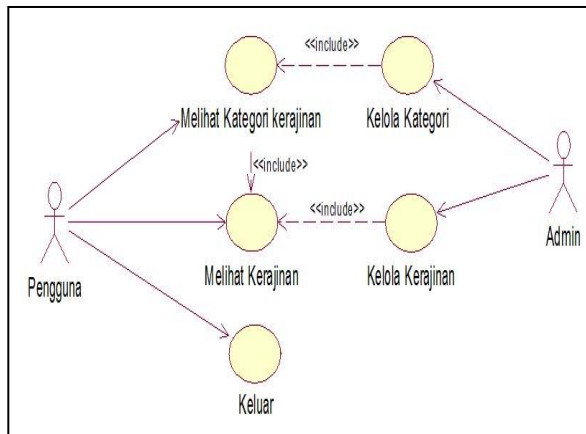 <<include>>
Melihat Kategori kerajinan
Kelola Kategori
<<include>>
<<include>>
Pengguna
Melihat Kerajinan
Kelola Kerajinan
Admin
Keluar